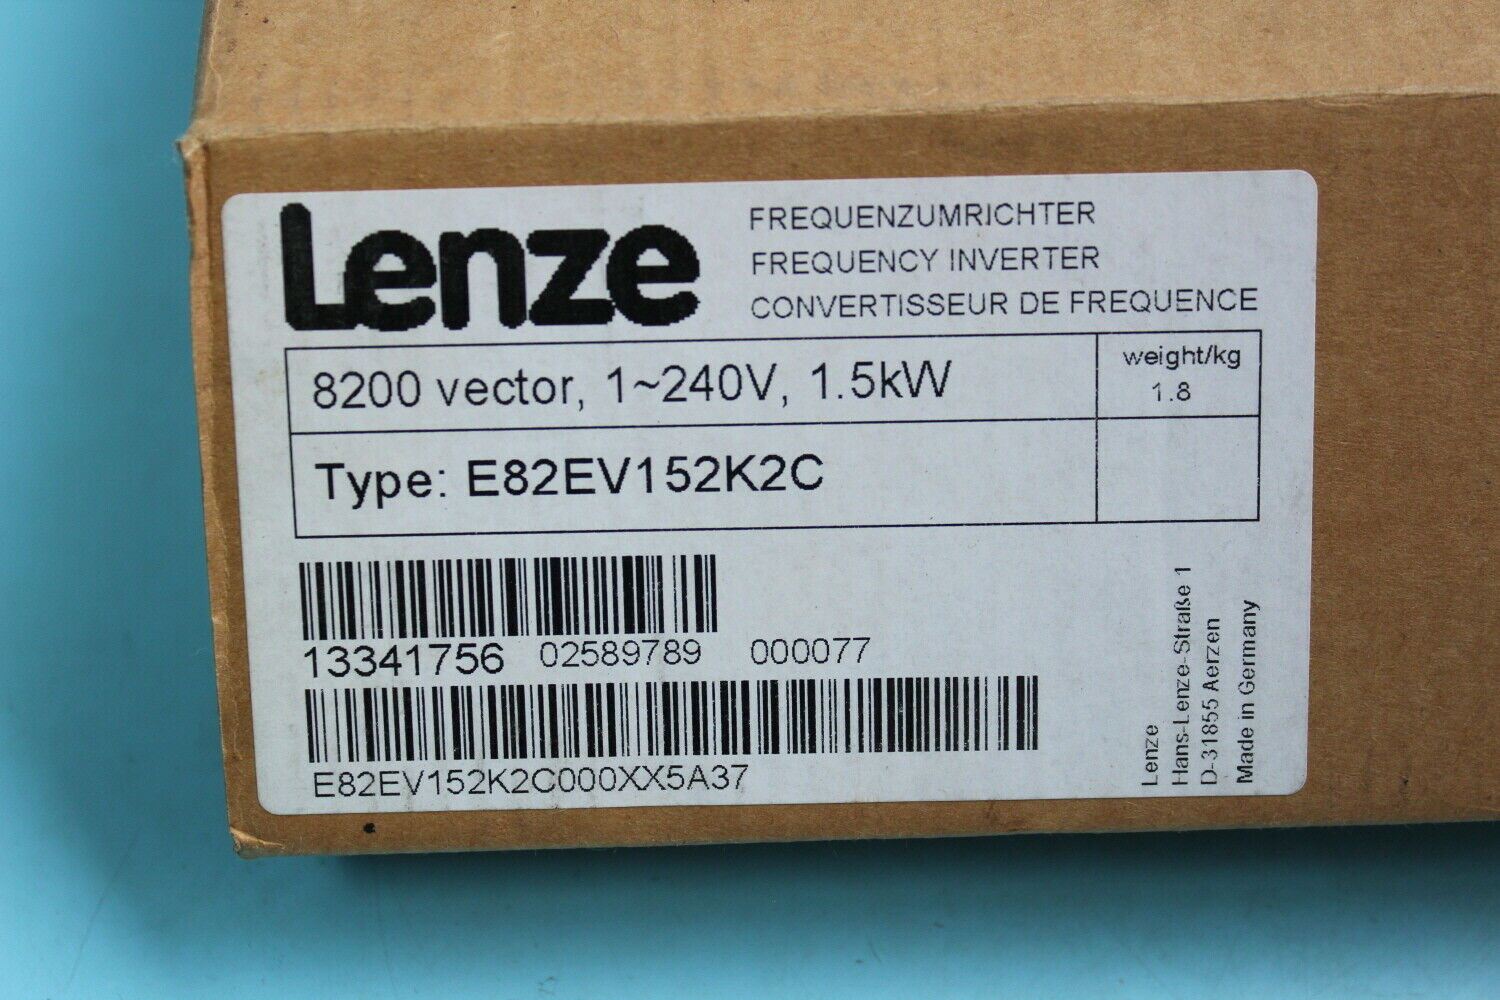 Lenze
FREQUENZUMRICHTER
FREQUENCY INVERTER
CONVERTISSEUR DE FREQUENCE
8200 vector, 1~240V, 1.5kW
weight/kg
1.8
Type: E82EV152K2C
13341756 02589789 000077
E82EV152K2C000XX5A37
Lenze
Hans-Lenze-Straße 1
D-31855 Aerzen
Made in Germany